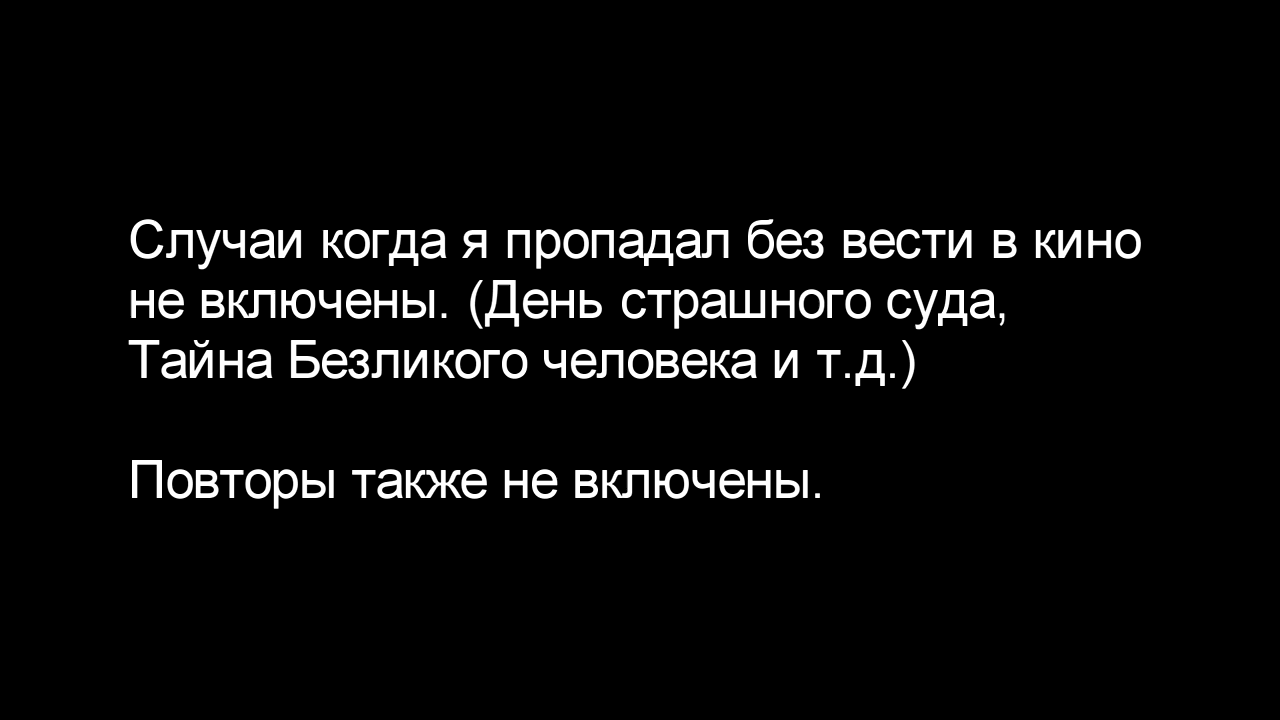 Случаи когда я пропадал без вести в кино
не включены. (День страшного суда,
Тайна Безликого человека и т.д.)
Повторы также не включены.